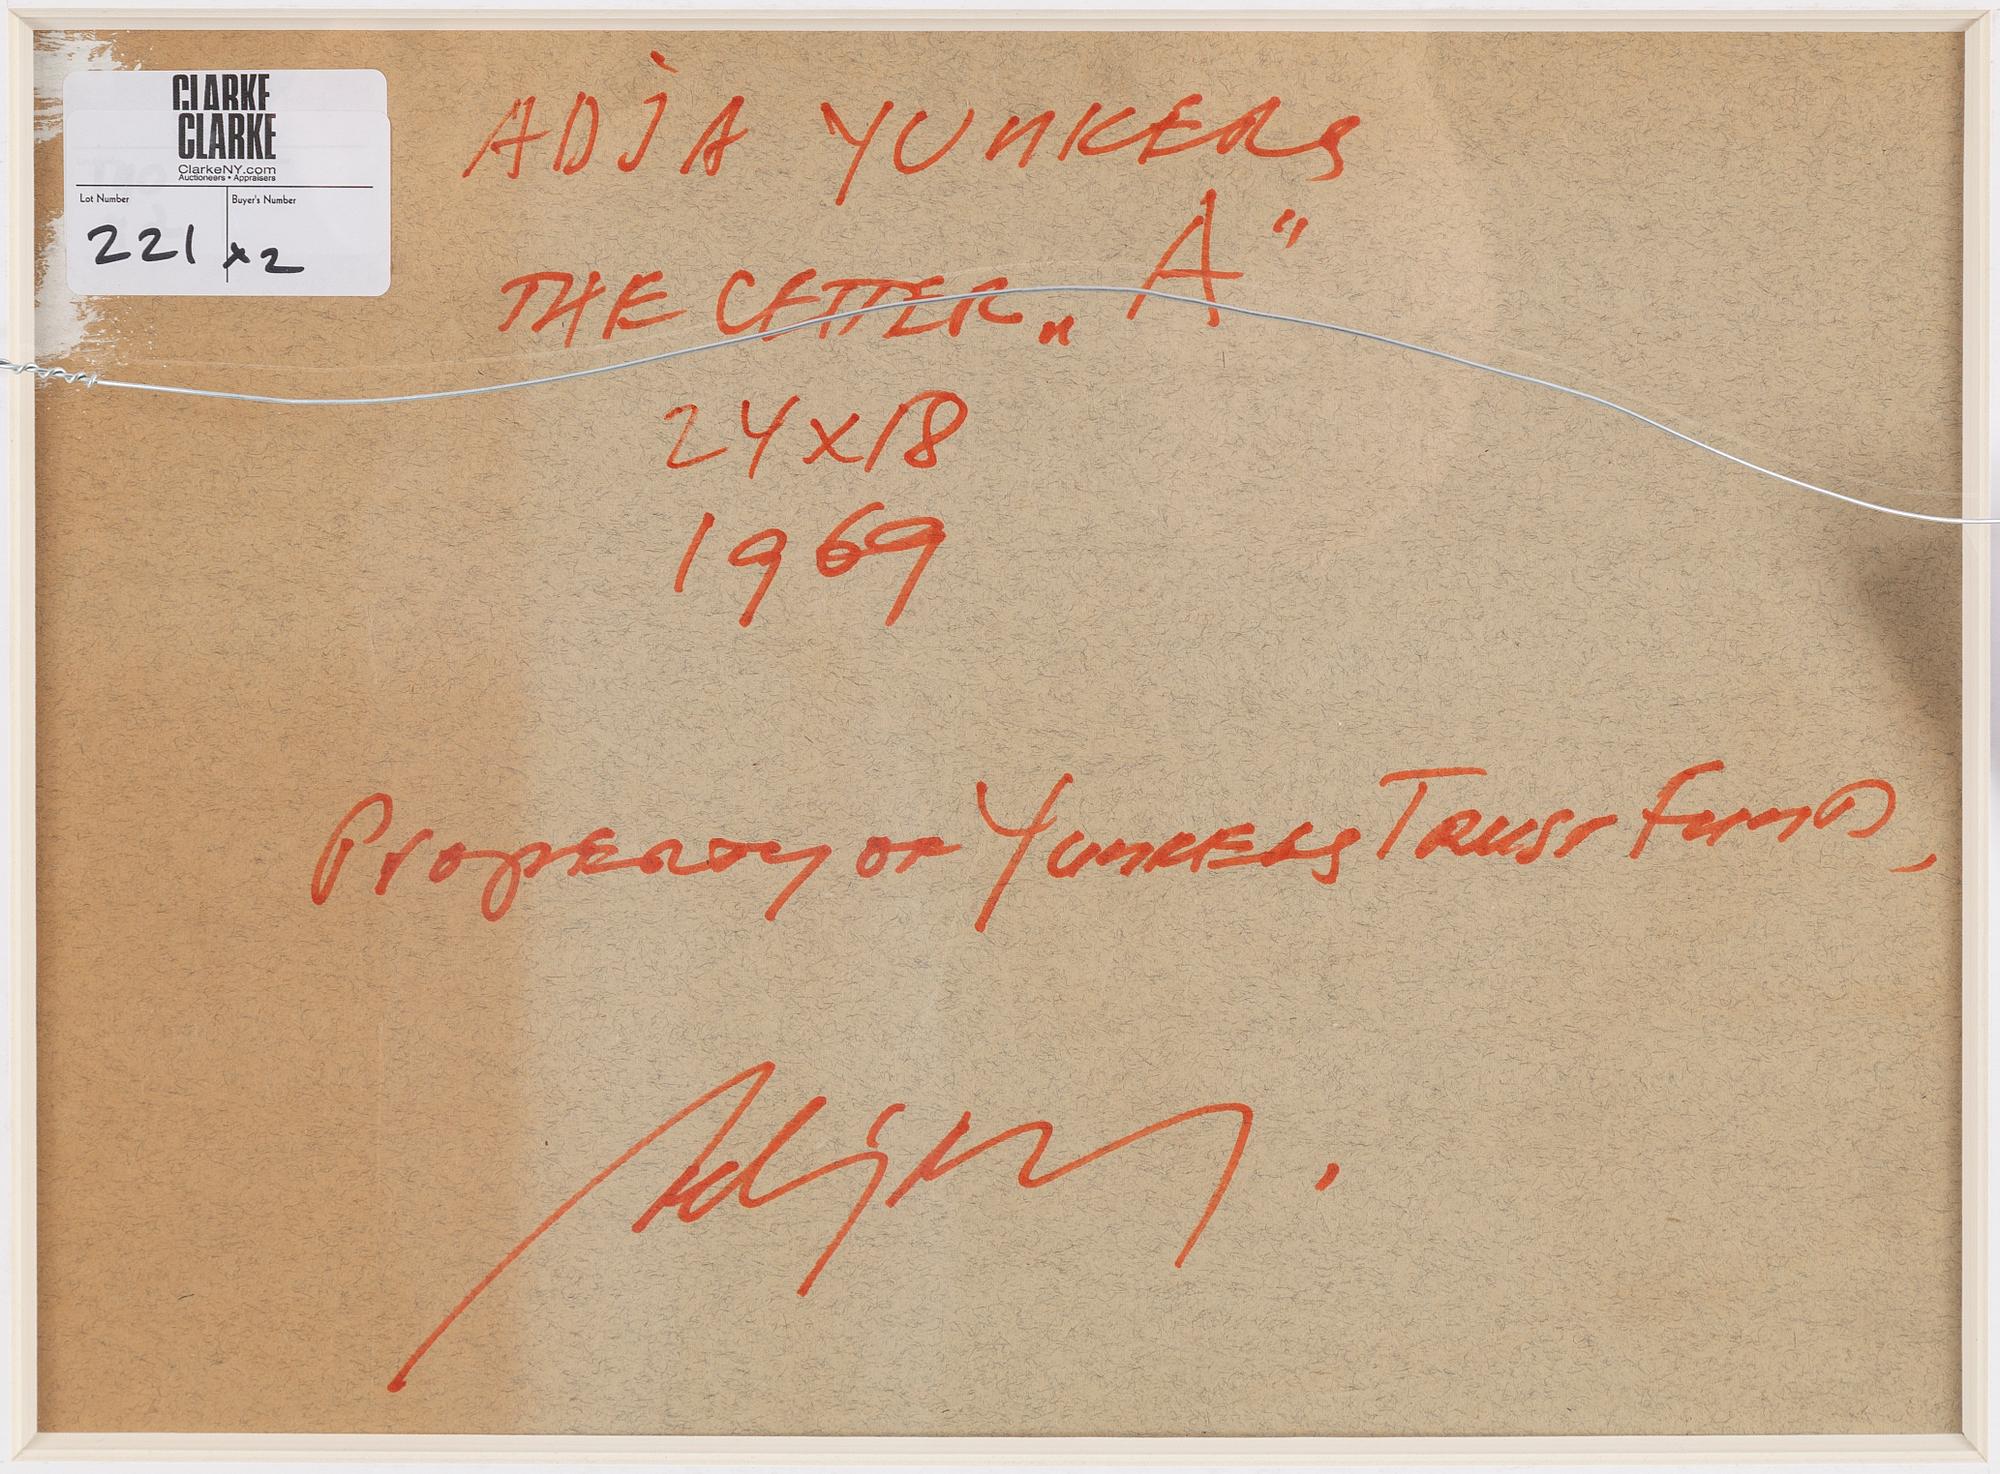 CLARKE
CLARKE
ClarkeNY.com
Auctioneers • Appraisers
Lot Number
Buyer's Number
221 x2
ADJA YUNKERS
THE LETTER „A"
24x18
1969
Property of Yunkers Trust Fund,